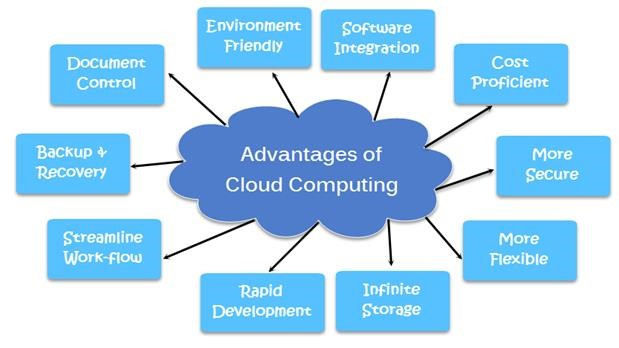 Environment
Friendly
Software
Integration
Document
Control
Cost
Proficient
Advantages of
Cloud Computing
Backup &
Recovery
More
Secure
Streamline
Work-flow
More
Flexible
Rapid
Development
Infinite
Storage